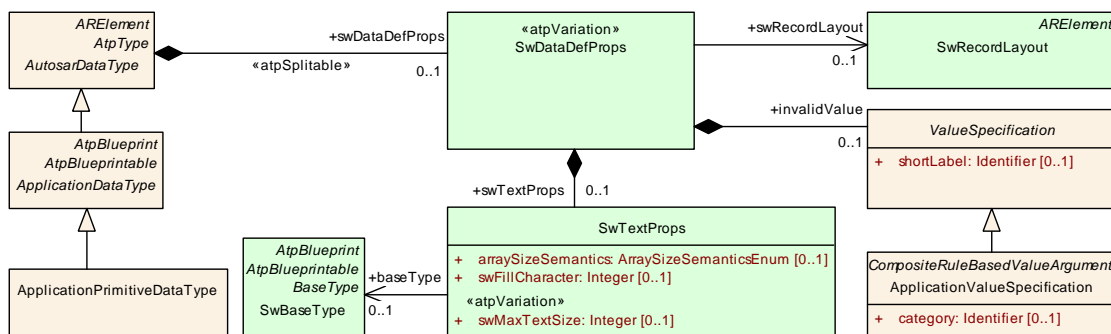 ARElement
AtpType
AutosarDataType
+swDataDefProps
«atpSplitable»
0..1
«atpVariation»
SwDataDefProps
+swRecordLayout
0..1
ARElement
SwRecordLayout
+invalidValue
0..1
ValueSpecification
+ shortLabel: Identifier [0..1]
AtpBlueprint
AtpBlueprintable
ApplicationDataType
+swTextProps
0..1
SwTextProps
+ arraySizeSemantics: ArraySizeSemanticsEnum [0..1]
+ swFillCharacter: Integer [0..1]
«atpVariation»
+ swMaxTextSize: Integer [0..1]
AtpBlueprint
AtpBlueprintable
BaseType
SwBaseType
+baseType
0..1
ApplicationPrimitiveDataType
CompositeRuleBasedValueArgument
ApplicationValueSpecification
+ category: Identifier [0..1]